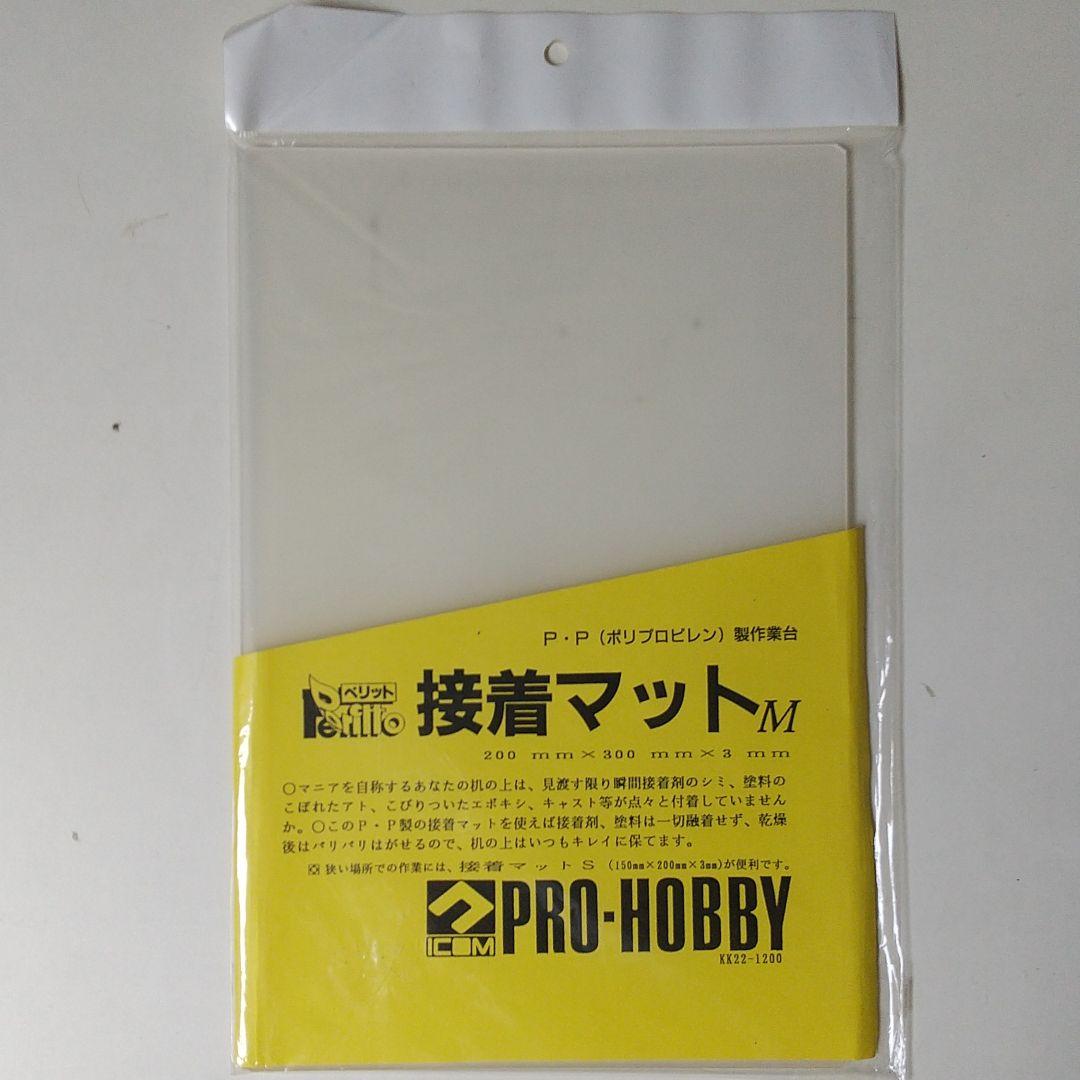 P・P(ポリプロピレン)製作業台
ペリット
接着マットM
200 mm×300 mm×3 mm
○マニアを自称するあなたの机の上は、見渡す限り瞬間接着剤のシミ、塗料の
こぼれたアト、こびりついたエポキシ、キャスト等が点々と付着していません
か。○このP・P製の接着マットを使えば接着剤、塗料は一切融着せず、乾燥
後はパリパリはがせるので、机の上はいつもキレイに保てます。
狭い場所での作業には、接着マットS (150mm×200mm×3mm)が便利です。
ICOM PRO-HOBBY
KK22-1200